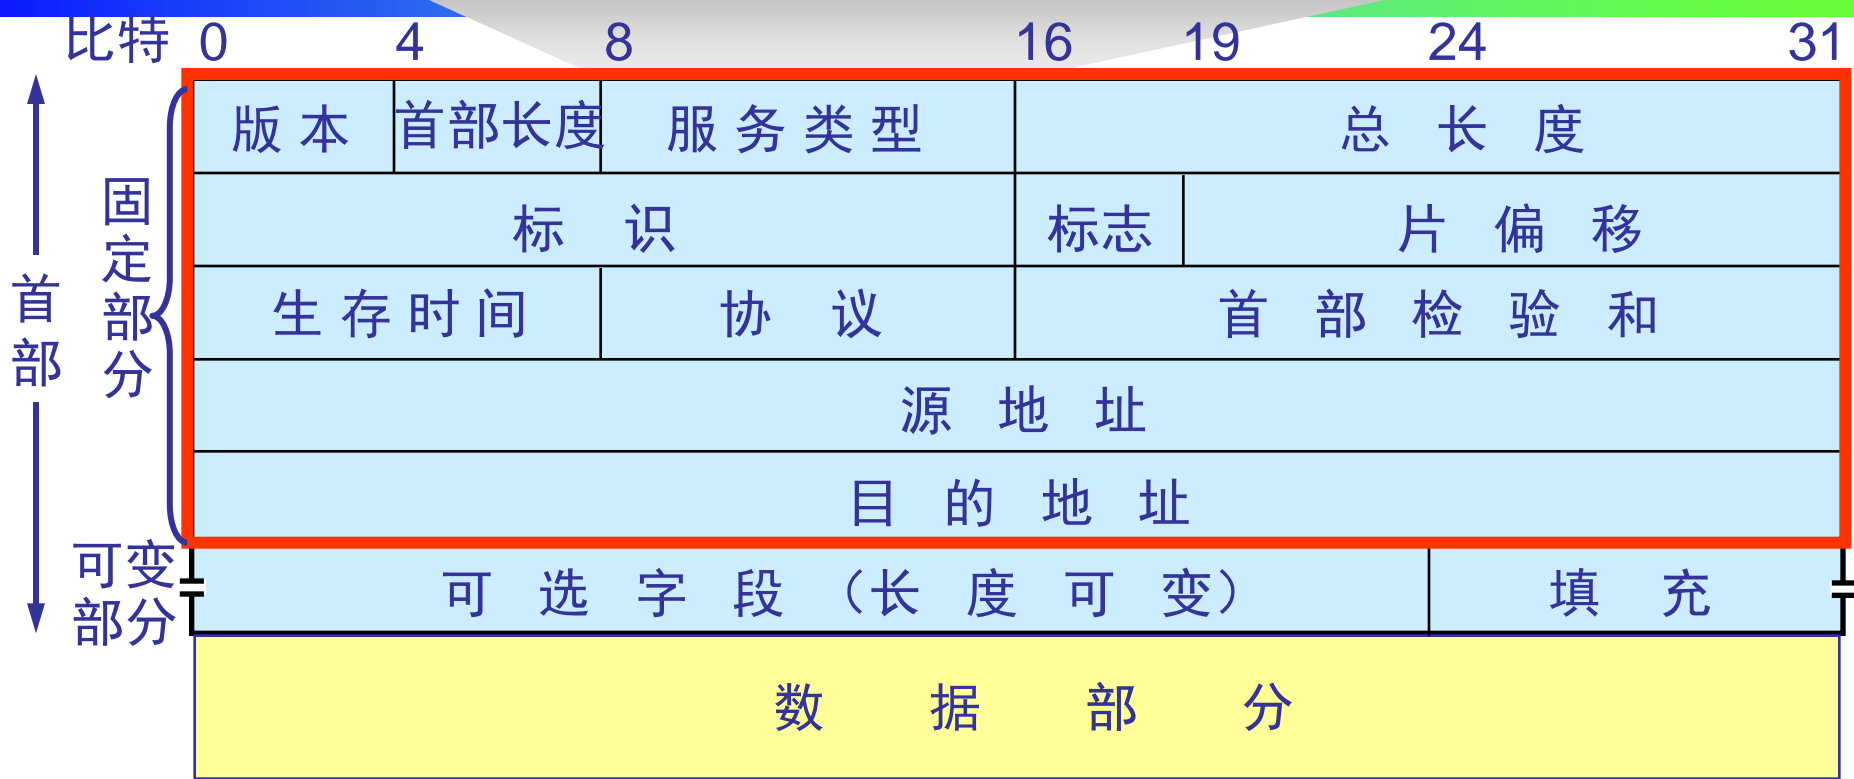 比特 0 4 8 16 19 24 31
版本 首部长度 服务类型 总长度
标识 标志 片偏移
生存时间 协议 首部检验和
源地址
目的地址
可选字段（长度可变） 填充
数据部分
首部
固定部分
可变
部分